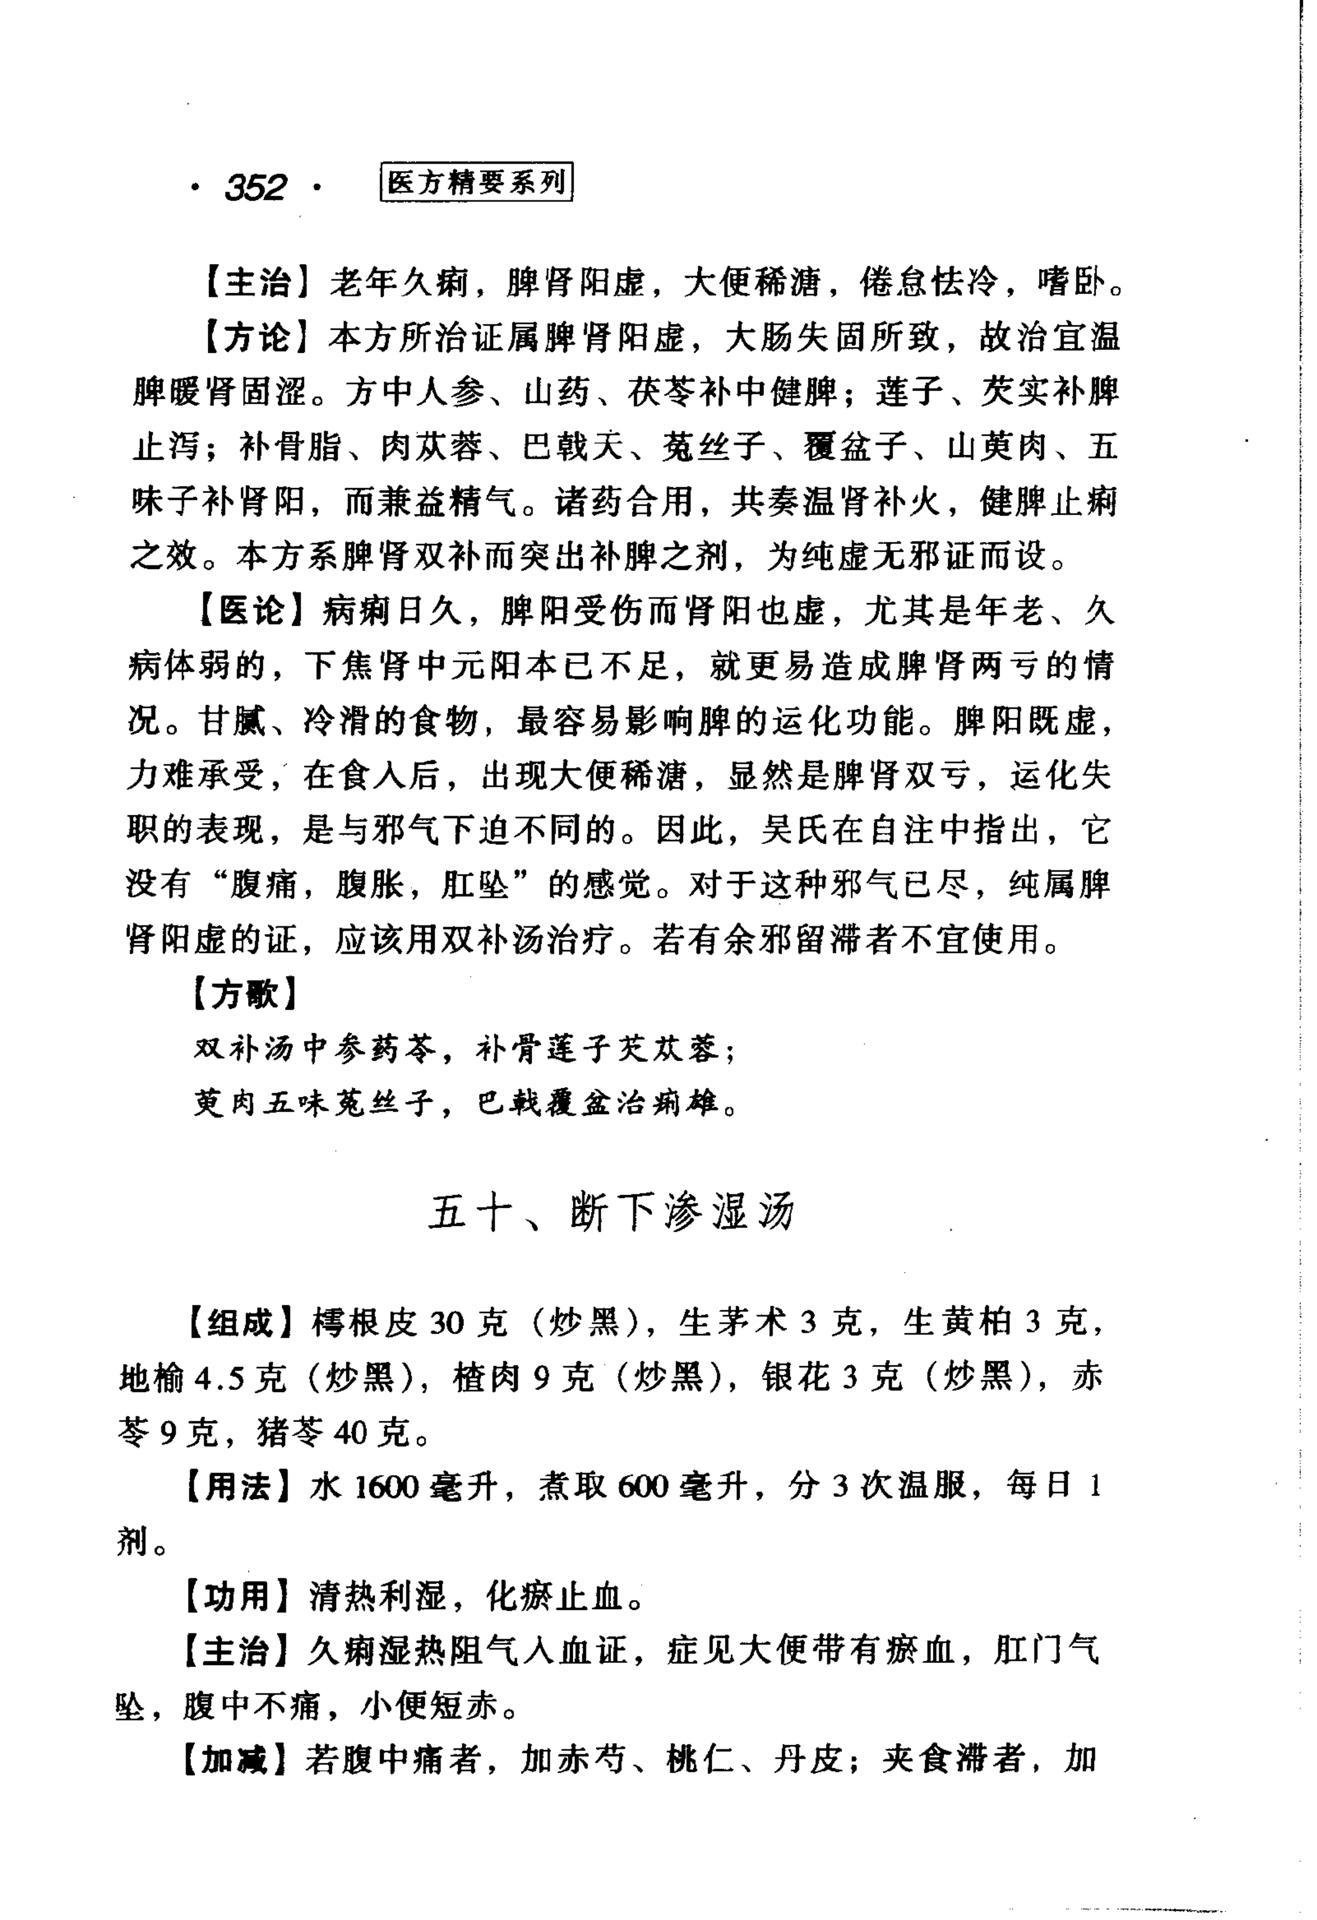 · 352 · 医方精要系列
【主治】老年久痢，脾肾阳虚，大便稀溏，倦怠怯冷，嗜卧。
【方论】本方所治证属脾肾阳虚，大肠失固所致，故治宜温
脾暖肾固涩。方中人参、山药、茯苓补中健脾；莲子、芡实补脾
止泻；补骨脂、肉苁蓉、巴戟天、菟丝子、覆盆子、山萸肉、五
味子补肾阳，而兼益精气。诸药合用，共奏温肾补火，健脾止痢
之效。本方系脾肾双补而突出补脾之剂，为纯虚无邪证而设。
【医论】病痢日久，脾阳受伤而肾阳也虚，尤其是年老、久
病体弱的，下焦肾中元阳本已不足，就更易造成脾肾两亏的情
况。甘腻、冷滑的食物，最容易影响脾的运化功能。脾阳既虚，
力难承受，在食入后，出现大便稀溏，显然是脾肾双亏，运化失
职的表现，是与邪气下迫不同的。因此，吴氏在自注中指出，它
没有“腹痛，腹胀，肛坠”的感觉。对于这种邪气已尽，纯属脾
肾阳虚的证，应该用双补汤治疗。若有余邪留滞者不宜使用。
【方歌】
双补汤中参药苓，补骨莲子芡苁蓉；
萸肉五味菟丝子，巴戟覆盆治痢雄。
五十、断下渗湿汤
【组成】樗根皮 30 克（炒黑），生茅术 3 克，生黄柏 3 克，
地榆 4.5 克（炒黑），楂肉 9 克（炒黑），银花 3 克（炒黑），赤
苓 9 克，猪苓 40 克。
【用法】水 1600 毫升，煮取 600 毫升，分 3 次温服，每日 1
剂。
【功用】清热利湿，化瘀止血。
【主治】久痢湿热阻气入血证，症见大便带有瘀血，肛门气
坠，腹中不痛，小便短赤。
【加减】若腹中痛者，加赤芍、桃仁、丹皮；夹食滞者，加